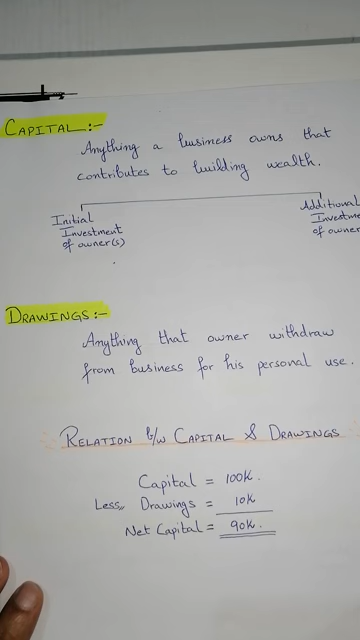 CAPITAL:-
Anything a business owns that
contributes to building wealth.
Initial
Investment
of owner(s)
Additional
Investme
of owner
DRAWINGS:-
Anything that owner withdraw
from business for his personal use.
RELATION b/w CAPITAL & DRAWINGS
Capital = 100K.
Less,, Drawings = 10K
Net Capital = 90K.